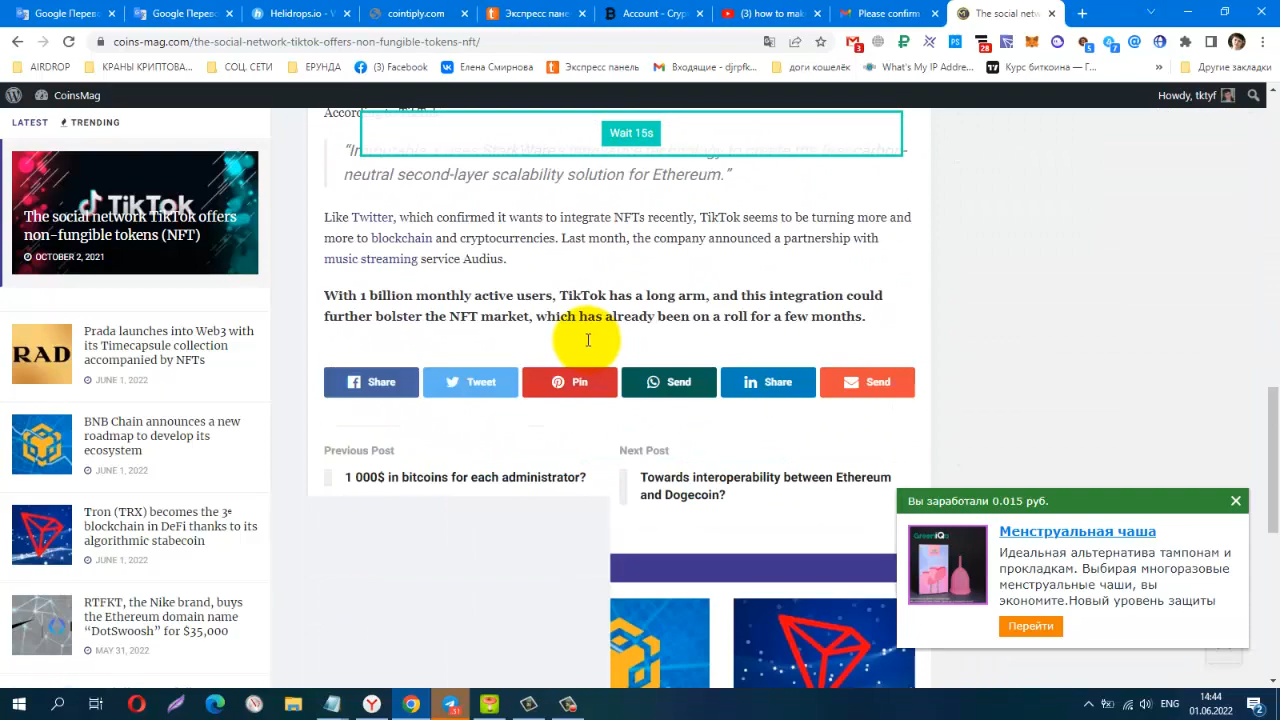 Google Перево
Google Перево
Helidrops.io - W
cointiply.com
Экспресс панель
Account - Crypt
(3) how to mak
Please confirm
The social netw
coins-mag.com/the-social-network-tiktok-offers-non-fungible-tokens-nft/
AIRDROP
КРАНЫ КРИПТОВА...
СОЦ. СЕТИ
ЕРУНДА
(3) Facebook
Елена Смирнова
Экспресс панель
Входящие - djrpfk...
доги кошелёк
What's My IP Addre...
Курс биткоина — Г...
Другие закладки
CoinsMag
Howdy, tktyf
LATEST
TRENDING
Wait 15s
neutral second-layer scalability solution for Ethereum.”
Like Twitter, which confirmed it wants to integrate NFTs recently, TikTok seems to be turning more and
more to blockchain and cryptocurrencies. Last month, the company announced a partnership with
music streaming service Audius.
With 1 billion monthly active users, TikTok has a long arm, and this integration could
further bolster the NFT market, which has already been on a roll for a few months.
TikTok
The social network TikTok offers
non-fungible tokens (NFT)
OCTOBER 2, 2021
RAD
Prada launches into Web3 with
its Timecapsule collection
accompanied by NFTs
JUNE 1, 2022
BNB Chain announces a new
roadmap to develop its
ecosystem
JUNE 1, 2022
Tron (TRX) becomes the 3ᵉ
blockchain in DeFi thanks to its
algorithmic stabecoin
JUNE 1, 2022
RTFKT, the Nike brand, buys
the Ethereum domain name
“DotSwoosh” for $35,000
MAY 31, 2022
Share
Tweet
Pin
Send
Share
Send
Previous Post
1 000$ in bitcoins for each administrator?
Next Post
Towards interoperability between Ethereum
and Dogecoin?
Вы заработали 0.015 руб.
Менструальная чаша
Идеальная альтернатива тампонам и
прокладкам. Выбирая многоразовые
менструальные чаши, вы
экономите.Новый уровень защиты
Перейти
ENG
14:44
01.06.2022